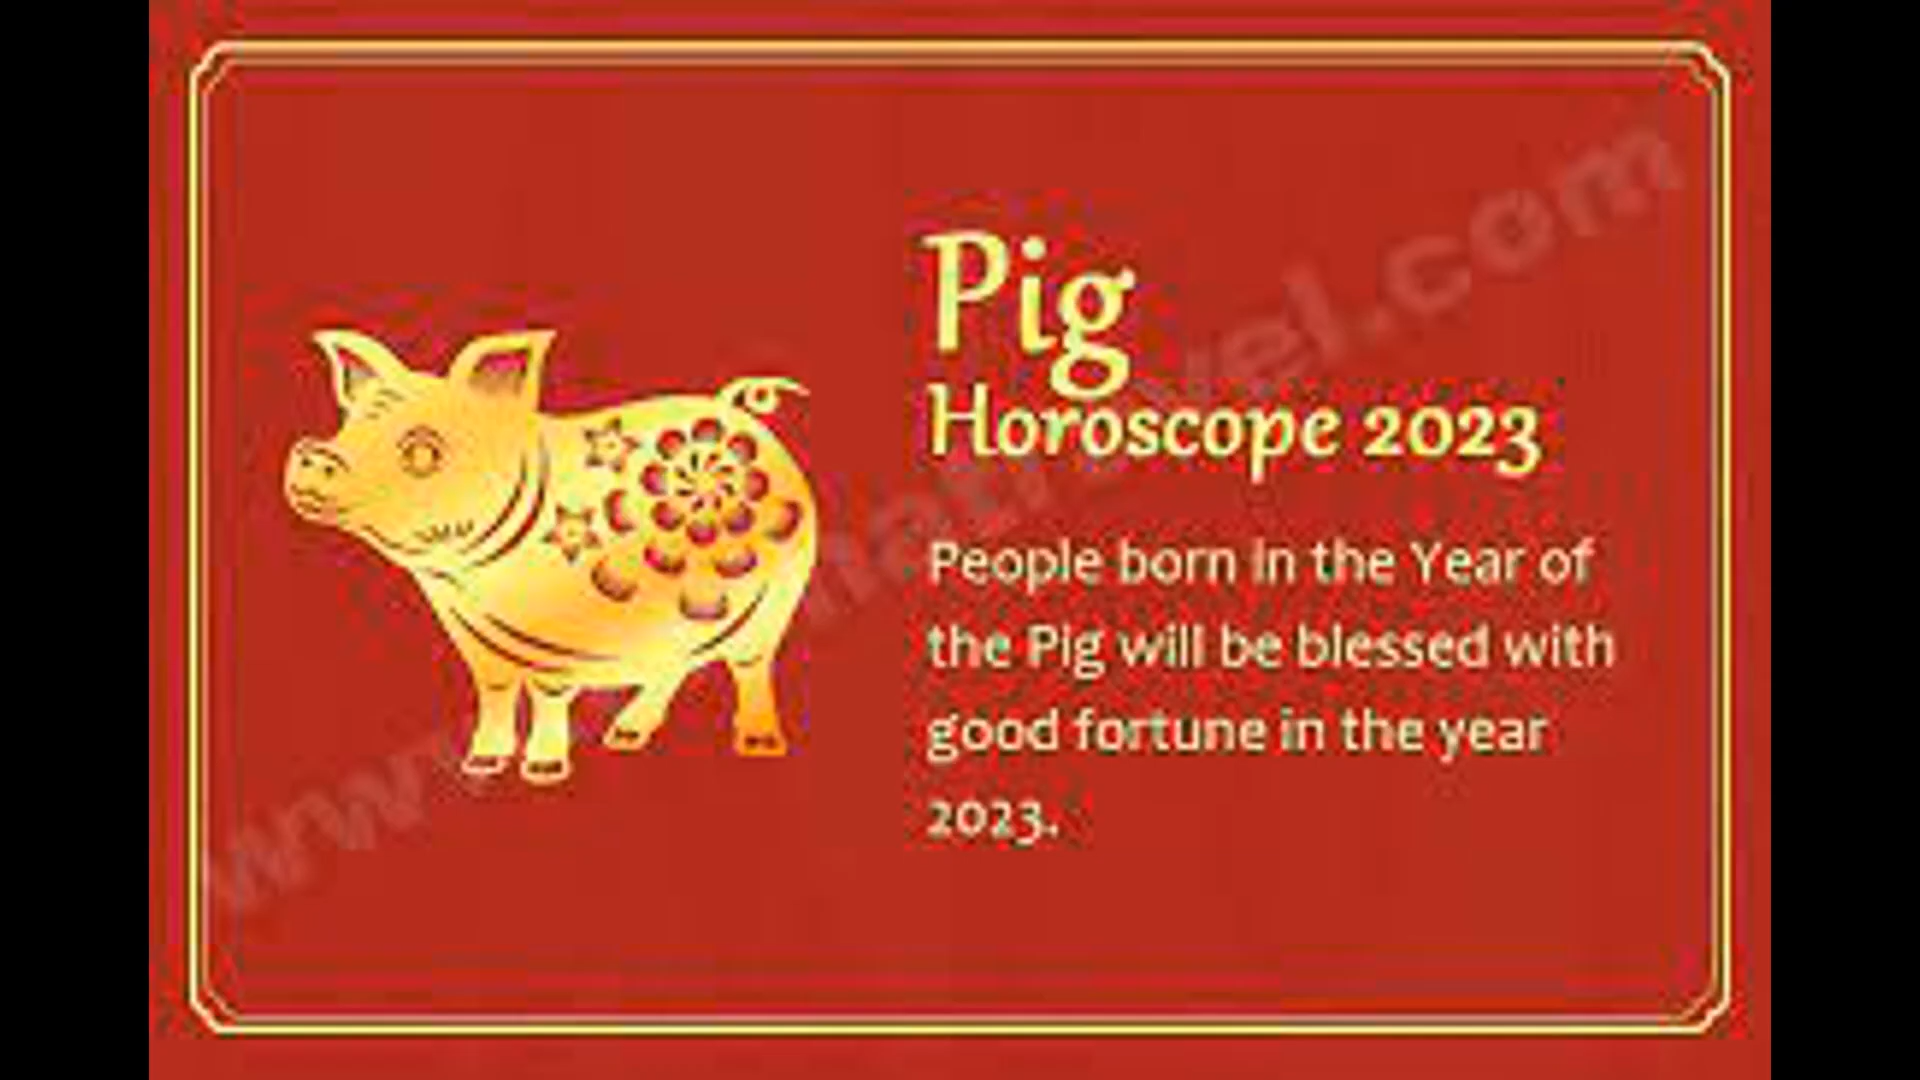 Pig
Horoscope 2023
People born in the Year of
the Pig will be blessed with
good fortune in the year
2023.